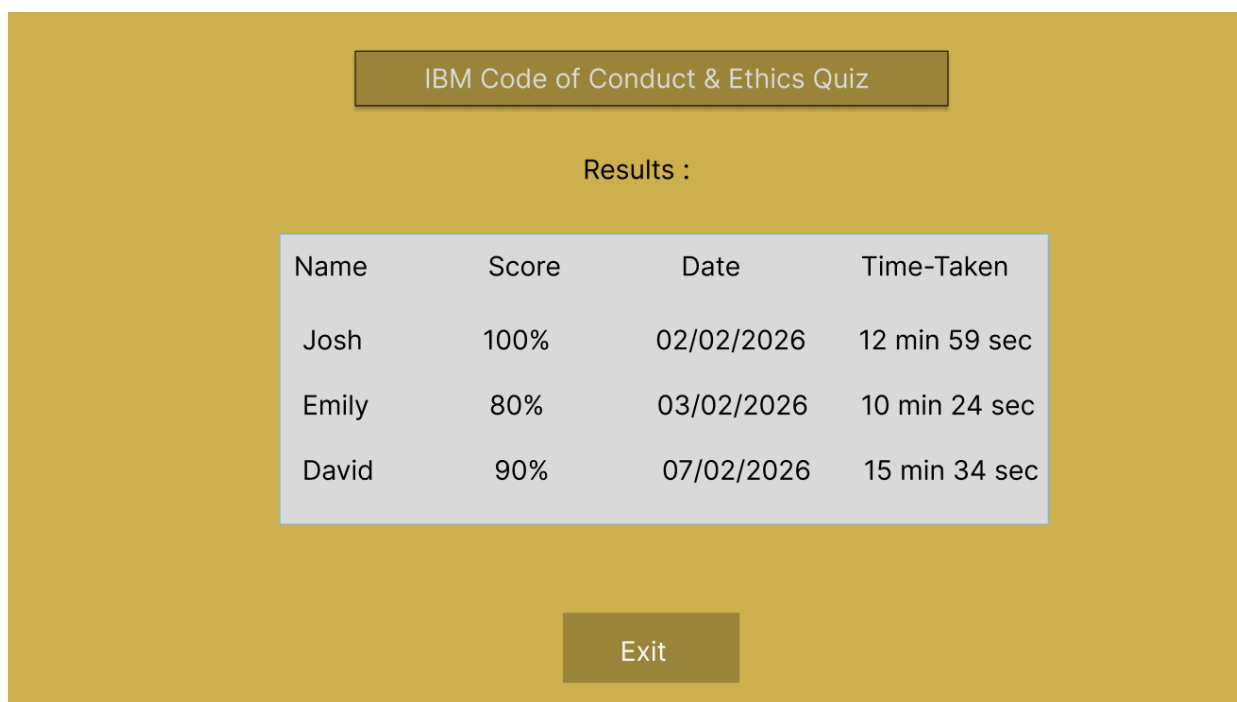 IBM Code of Conduct & Ethics Quiz
Results :
Name Score Date Time-Taken
Josh 100% 02/02/2026 12 min 59 sec
Emily 80% 03/02/2026 10 min 24 sec
David 90% 07/02/2026 15 min 34 sec
Exit